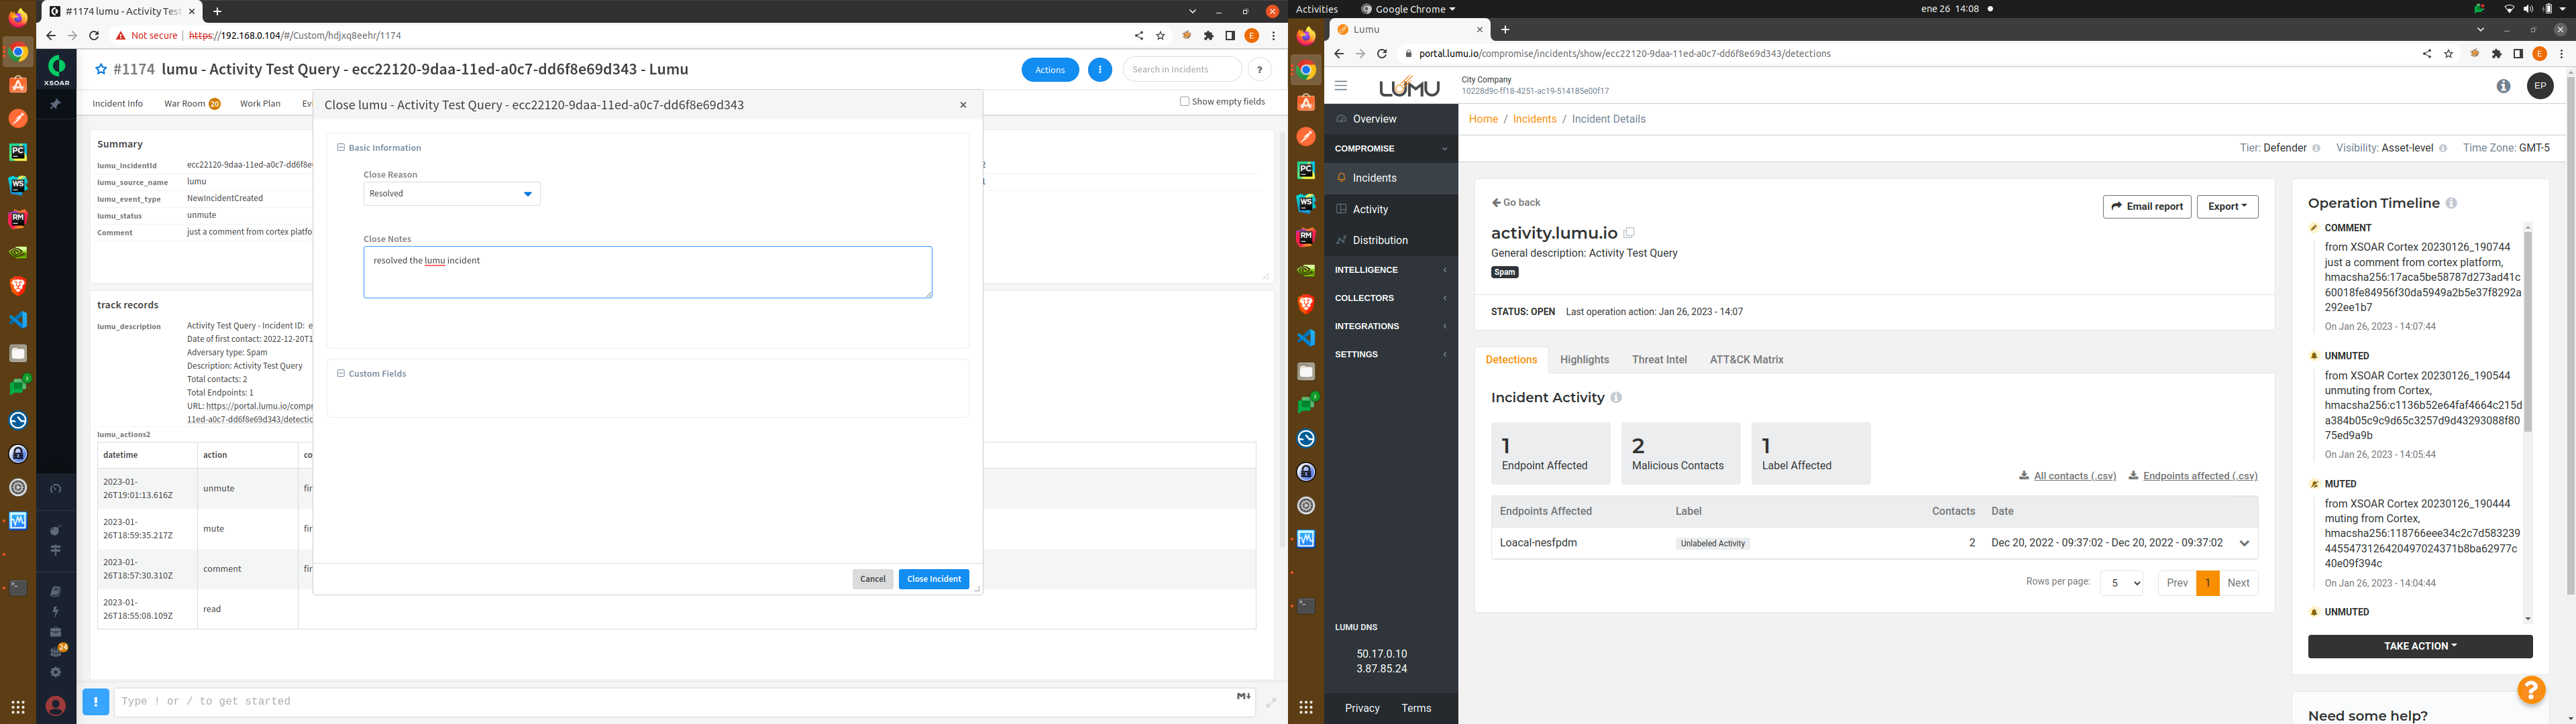 #1174 lumu - Activity Test
Not secure
https://192.168.0.104/#/Custom/hdjxq8eehr/1174
XSOAR
#1174 lumu - Activity Test Query - ecc22120-9daa-11ed-a0c7-dd6f8e69d343 - Lumu
Actions
Search in Incidents
?
Incident Info
War Room 20
Work Plan
Show empty fields
Close lumu - Activity Test Query - ecc22120-9daa-11ed-a0c7-dd6f8e69d343
Basic Information
Close Reason
Resolved
Close Notes
resolved the lumu incident
Custom Fields
Cancel
Close Incident
Summary
lumu_incidentId ecc22120-9daa-11ed-a0c7-dd6f8e
lumu_source_name lumu
lumu_event_type NewIncidentCreated
lumu_status unmute
Comment just a comment from cortex platfo
2
1
track records
lumu_description Activity Test Query - Incident ID: e
Date of first contact: 2022-12-20T1
Adversary type: Spam
Description: Activity Test Query
Total contacts: 2
Total Endpoints: 1
URL: https://portal.lumu.io/compr
11ed-a0c7-dd6f8e69d343/detectio
lumu_actions2
datetime action co
2023-01-
26T19:01:13.616Z unmute fir
2023-01-
26T18:59:35.217Z mute fir
2023-01-
26T18:57:30.310Z comment fir
2023-01-
26T18:55:08.109Z read
24
! Type ! or / to get started
M↓
Activities
Google Chrome
ene 26 14:08
Lumu
portal.lumu.io/compromise/incidents/show/ecc22120-9daa-11ed-a0c7-dd6f8e69d343/detections
LUMU
City Company
10228d9c-ff18-4251-ac19-514185e00f17
EP
Overview
COMPROMISE
Incidents
Activity
Distribution
INTELLIGENCE
COLLECTORS
INTEGRATIONS
SETTINGS
LUMU DNS
50.17.0.10
3.87.85.24
Privacy Terms
Home / Incidents / Incident Details
Tier: Defender Visibility: Asset-level Time Zone: GMT-5
Go back
Email report
Export
activity.lumu.io
General description: Activity Test Query
Spam
STATUS: OPEN Last operation action: Jan 26, 2023 - 14:07
Detections Highlights Threat Intel ATT&CK Matrix
Incident Activity
1
Endpoint Affected
2
Malicious Contacts
1
Label Affected
All contacts (.csv) Endpoints affected (.csv)
Endpoints Affected Label Contacts Date
Loacal-nesfpdm Unlabeled Activity 2 Dec 20, 2022 - 09:37:02 - Dec 20, 2022 - 09:37:02
Rows per page: 5 Prev 1 Next
Operation Timeline
COMMENT
from XSOAR Cortex 20230126_190744
just a comment from cortex platform,
hmacsha256:17aca5be58787d273ad41c
60018fe84956f30da5949a2b5e37f8292a
292ee1b7
On Jan 26, 2023 - 14:07:44
UNMUTED
from XSOAR Cortex 20230126_190544
unmuting from Cortex,
hmacsha256:c1136b52e64faf4664c215d
a384b05c9c9d65c3257d9d43293088f80
75ed9a9b
On Jan 26, 2023 - 14:05:44
MUTED
from XSOAR Cortex 20230126_190444
muting from Cortex,
hmacsha256:118766eee34c2c7d583239
4455473126420497024371b8ba62977c
40e09f394c
On Jan 26, 2023 - 14:04:44
UNMUTED
TAKE ACTION
?
Need some help?